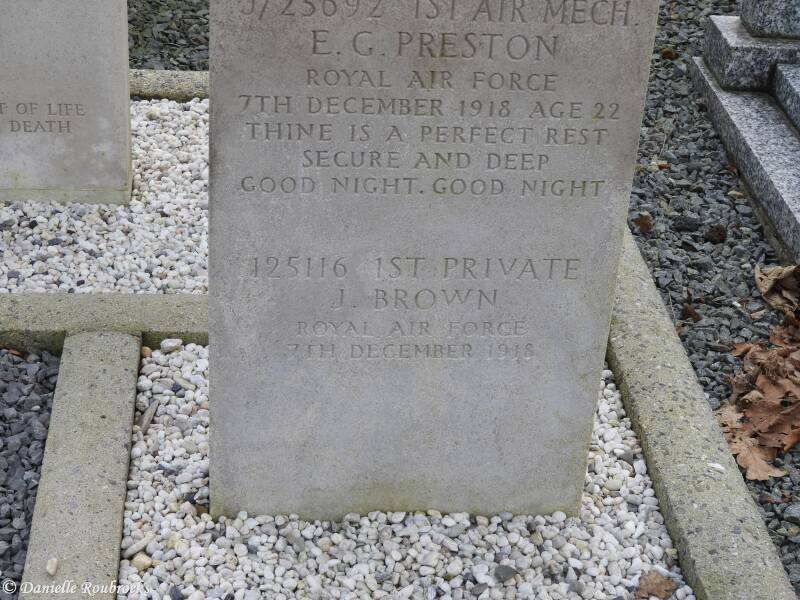 T OF LIFE
DEATH
J/25692 1ST AIR MECH.
E. G. PRESTON
ROYAL AIR FORCE
7TH DECEMBER 1918 AGE 22
THINE IS A PERFECT REST
SECURE AND DEEP
GOOD NIGHT. GOOD NIGHT
125116 1ST PRIVATE
J. BROWN
ROYAL AIR FORCE
7TH DECEMBER 1918
© Danielle Roubroeks